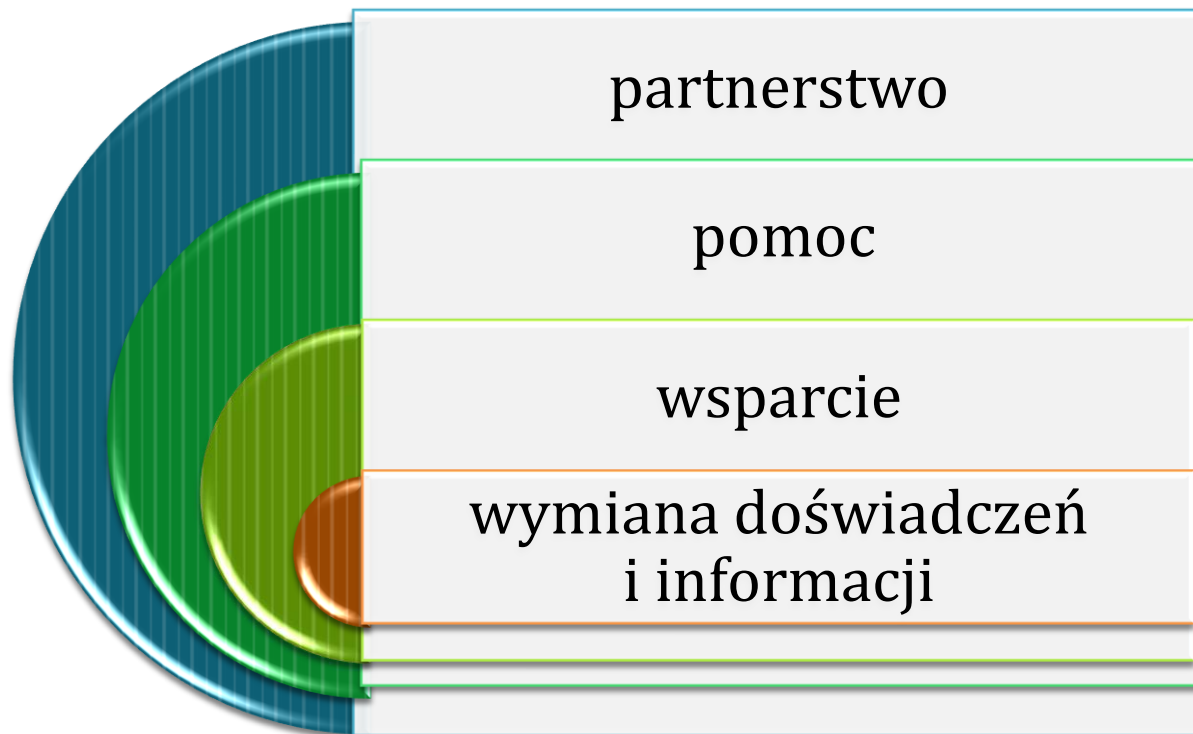 partnerstwo
pomoc
wsparcie
wymiana doświadczeń
i informacji